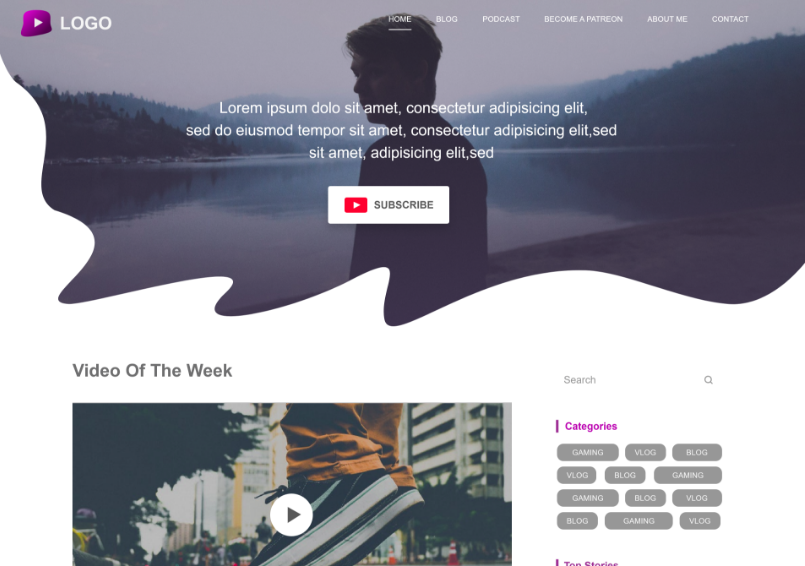 LOGO
HOME BLOG PODCAST BECOME A PATREON ABOUT ME CONTACT
Lorem ipsum dolo sit amet, consectetur adipisicing elit,
sed do eiusmod tempor sit amet, consectetur adipisicing elit,sed
sit amet, adipisicing elit,sed
SUBSCRIBE
Video Of The Week
Search
Categories
GAMING VLOG BLOG
VLOG BLOG GAMING
GAMING BLOG VLOG
BLOG GAMING VLOG
Top Stories